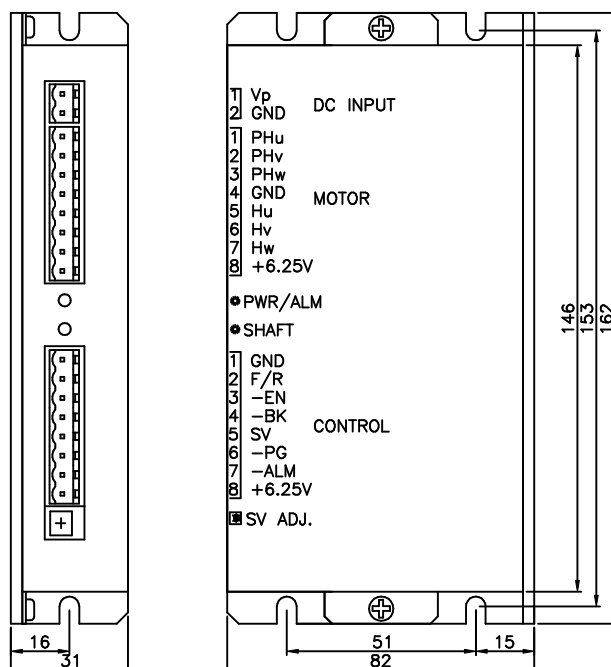 1 Vp
2 GND
DC INPUT
1 PHu
2 PHv
3 PHw
4 GND
5 Hu
6 Hv
7 Hw
8 +6.25V
MOTOR
PWR/ALM
SHAFT
1 GND
2 F/R
3 -EN
4 -BK
5 SV
6 -PG
7 -ALM
8 +6.25V
CONTROL
SV ADJ.
146
153
162
16
31
51
15
82